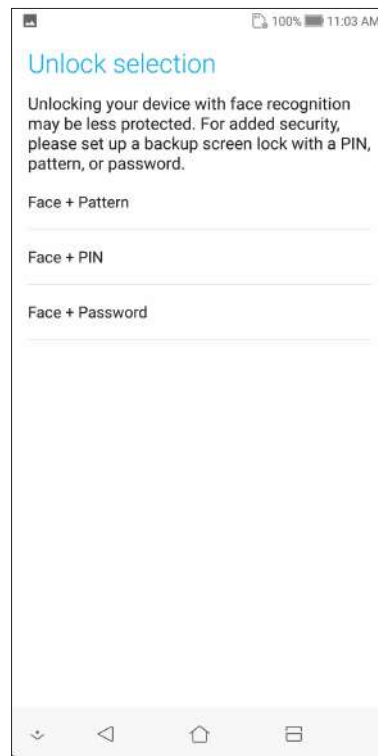 100% 11:03 AM
Unlock selection
Unlocking your device with face recognition
may be less protected. For added security,
please set up a backup screen lock with a PIN,
pattern, or password.
Face + Pattern
Face + PIN
Face + Password